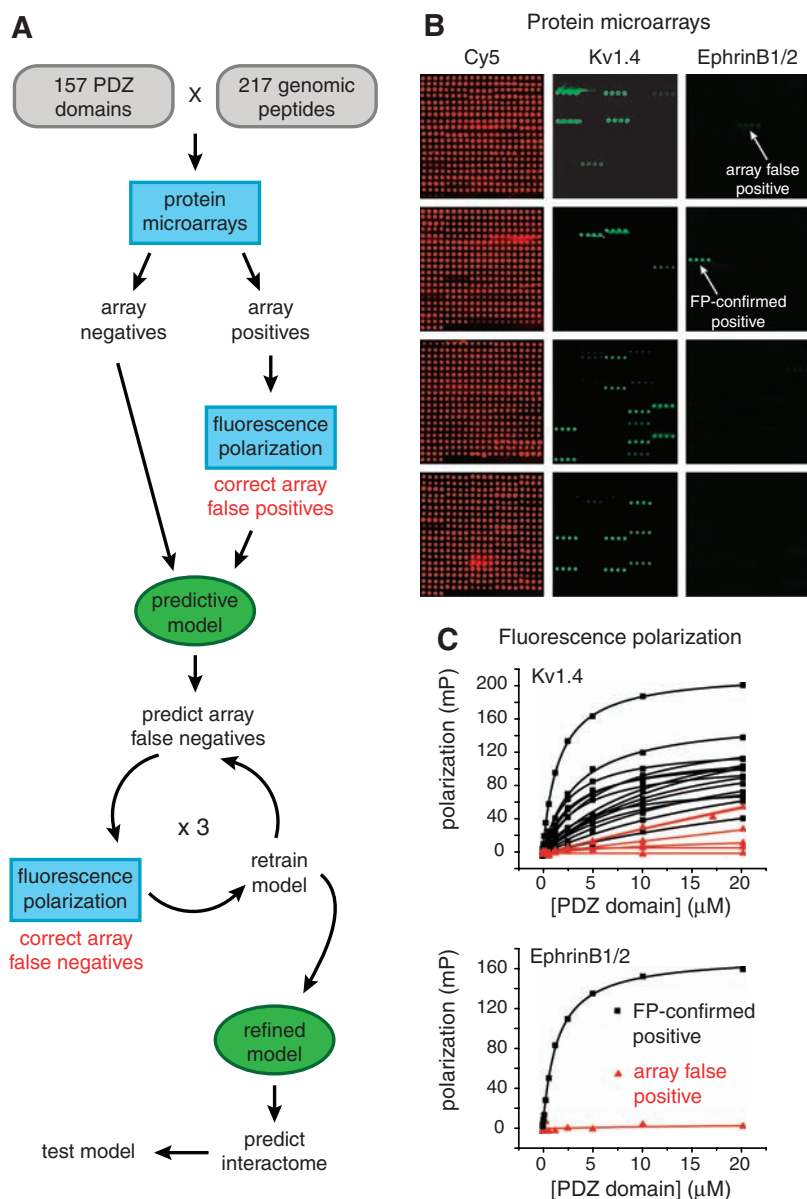 A
157 PDZ
domains
X
217 genomic
peptides
protein
microarrays
array
negatives
array
positives
fluorescence
polarization
correct array
false positives
predictive
model
predict array
false negatives
x 3
fluorescence
polarization
correct array
false negatives
retrain
model
refined
model
predict
interactome
test model
B
Protein microarrays
Cy5
Kv1.4
EphrinB1/2
array false
positive
FP-confirmed
positive
C
Fluorescence polarization
Kv1.4
polarization (mP)
200
160
120
80
40
0
0
5
10
15
20
[PDZ domain] (μM)
EphrinB1/2
polarization (mP)
160
120
80
40
0
FP-confirmed
positive
array false
positive
0
5
10
15
20
[PDZ domain] (μM)